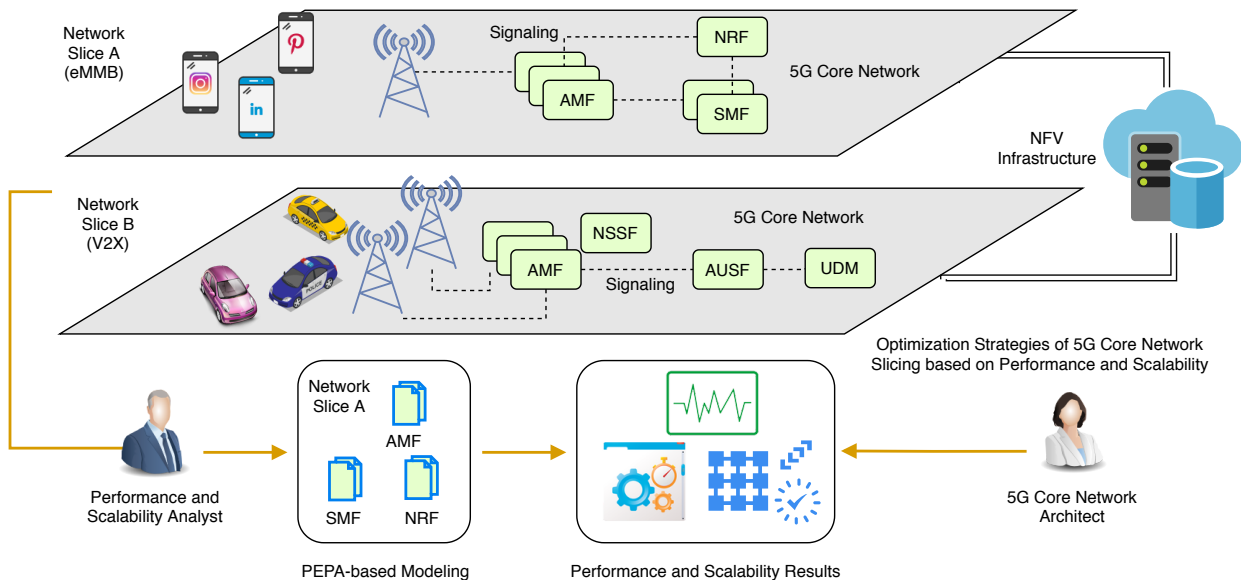 Network
Slice A
(eMMB)
in
Signaling
NRF
AMF
SMF
5G Core Network
NFV
Infrastructure
Network
Slice B
(V2X)
POLICE
NSSF
5G Core Network
AMF
Signaling
AUSF
UDM
Optimization Strategies of 5G Core Network
Slicing based on Performance and Scalability
Network
Slice A
AMF
SMF
NRF
Performance and
Scalability Analyst
5G Core Network
Architect
PEPA-based Modeling
Performance and Scalability Results